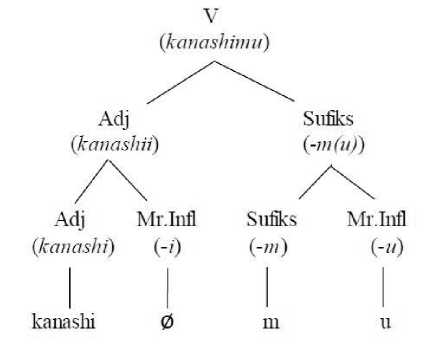 V
(kanashimu)
Adj Sufiks
(kanashii) (-m(u))
Adj Mr.Infl Sufiks Mr.Infl
(kanashi) (-i) (-m) (-u)
kanashi Ø m u